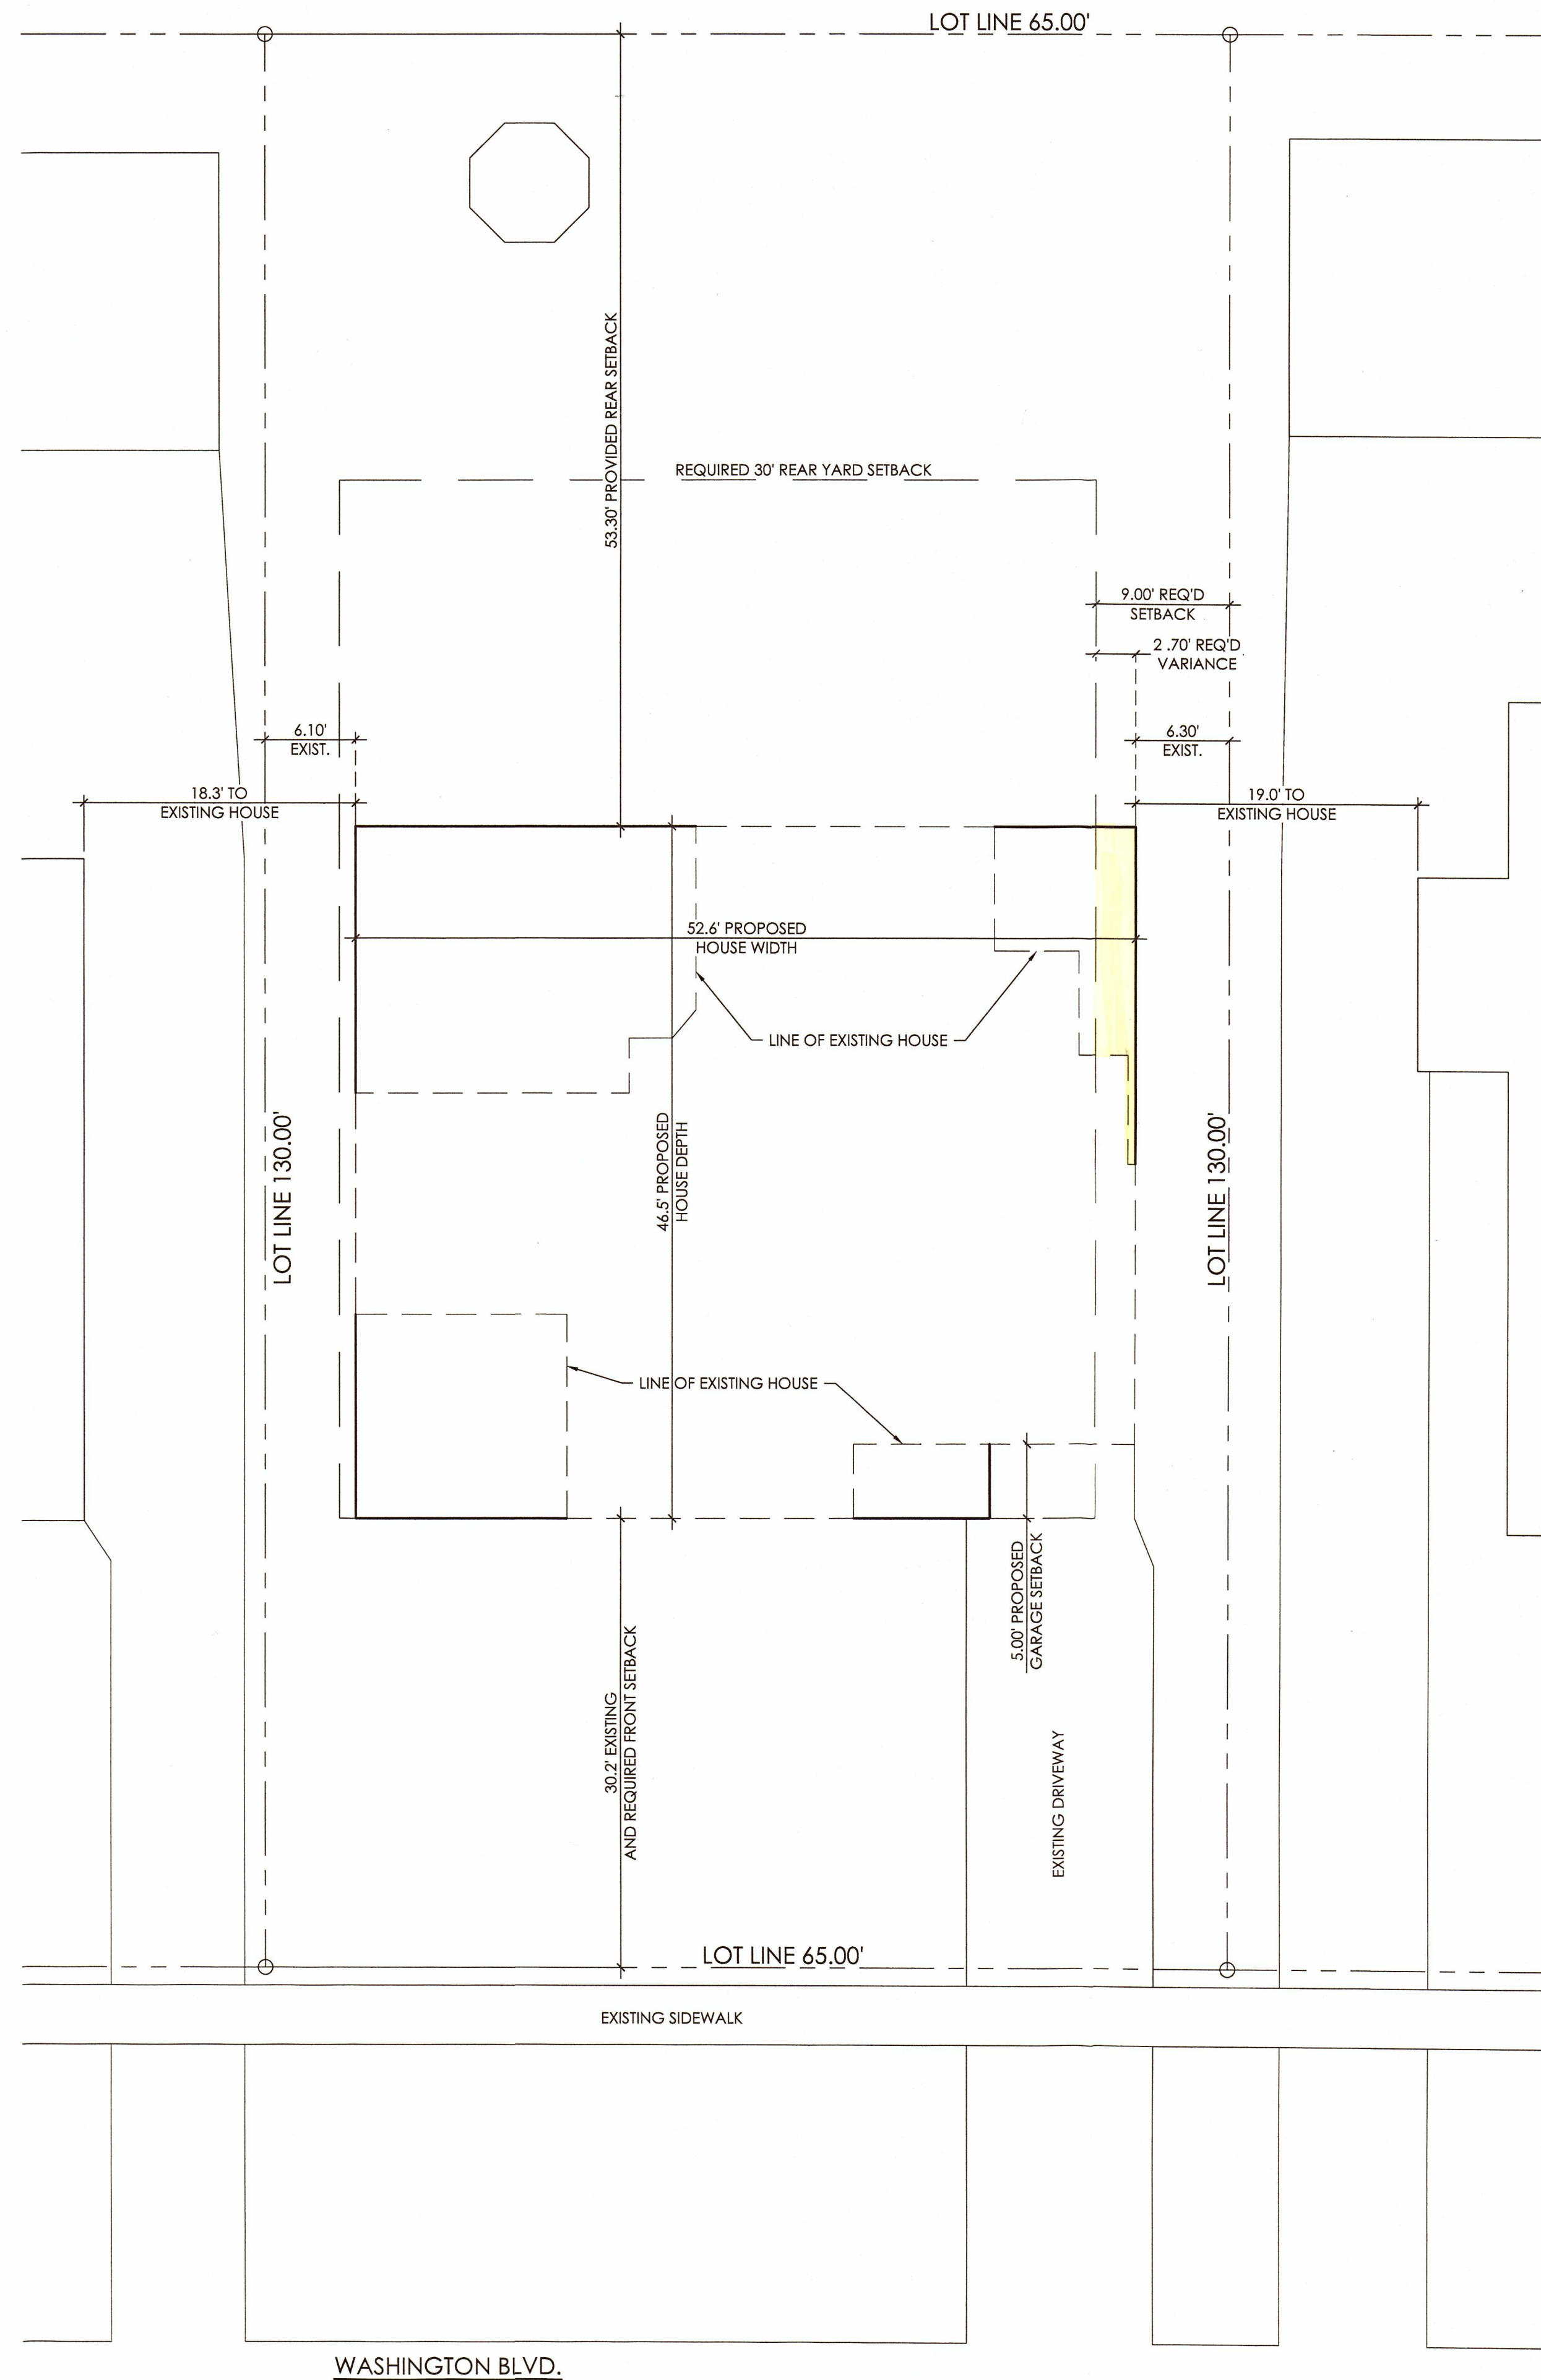 LOT LINE 65.00'
53.30' PROVIDED REAR SETBACK
REQUIRED 30' REAR YARD SETBACK
9.00' REQ'D
SETBACK
2 .70' REQ'D
VARIANCE
6.10'
EXIST.
6.30'
EXIST.
18.3' TO
EXISTING HOUSE
19.0' TO
EXISTING HOUSE
52.6' PROPOSED
HOUSE WIDTH
LINE OF EXISTING HOUSE
LOT LINE 130.00'
46.5' PROPOSED
HOUSE DEPTH
LOT LINE 130.00'
LINE OF EXISTING HOUSE
5.00' PROPOSED
GARAGE SETBACK
30.2' EXISTING
AND REQUIRED FRONT SETBACK
EXISTING DRIVEWAY
LOT LINE 65.00'
EXISTING SIDEWALK
WASHINGTON BLVD.